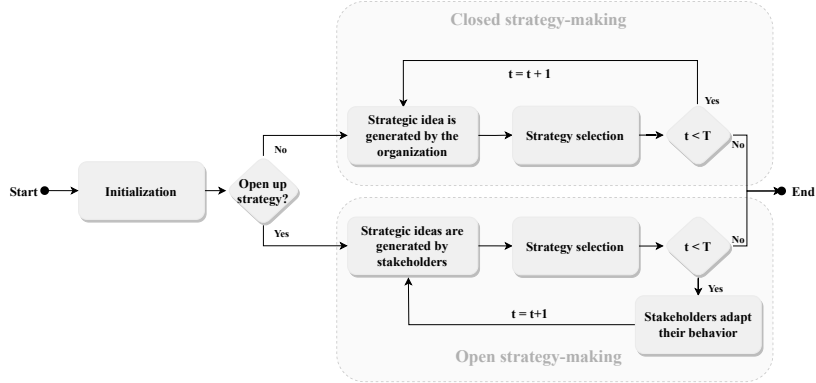 Closed strategy-making
t = t + 1
Yes
Strategic idea is
generated by the
organization
Strategy selection
t < T
No
No
Start
Initialization
Open up
strategy?
End
Yes
Strategic ideas are
generated by
stakeholders
Strategy selection
t < T
No
Yes
t = t+1
Stakeholders adapt
their behavior
Open strategy-making